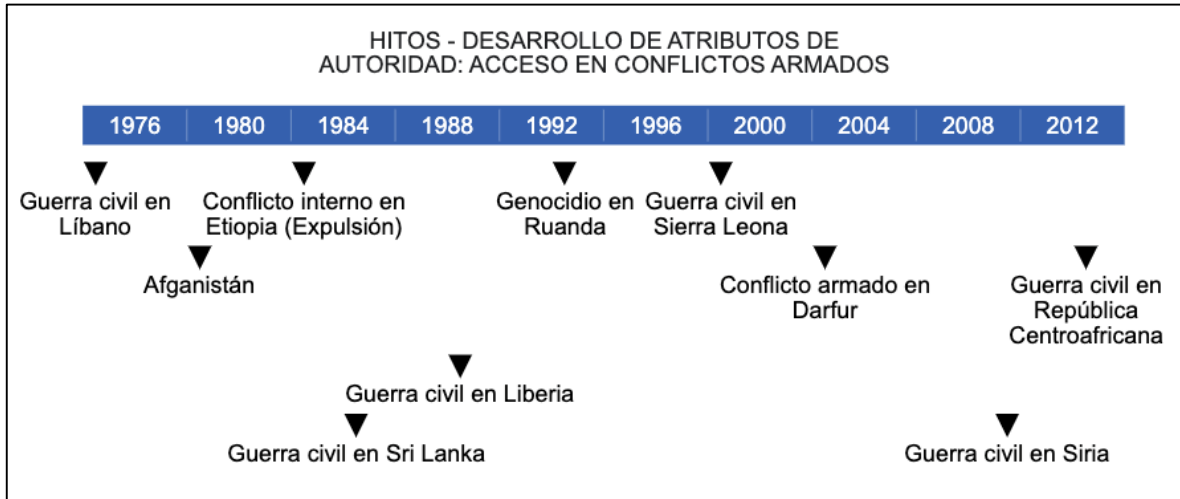 HITOS - DESARROLLO DE ATRIBUTOS DE
AUTORIDAD: ACCESO EN CONFLICTOS ARMADOS
1976 1980 1984 1988 1992 1996 2000 2004 2008 2012
Guerra civil en
Líbano
Conflicto interno en
Etiopia (Expulsión)
Genocidio en
Ruanda
Guerra civil en
Sierra Leona
Afganistán
Conflicto armado en
Darfur
Guerra civil en
República
Centroafricana
Guerra civil en Liberia
Guerra civil en Sri Lanka
Guerra civil en Siria